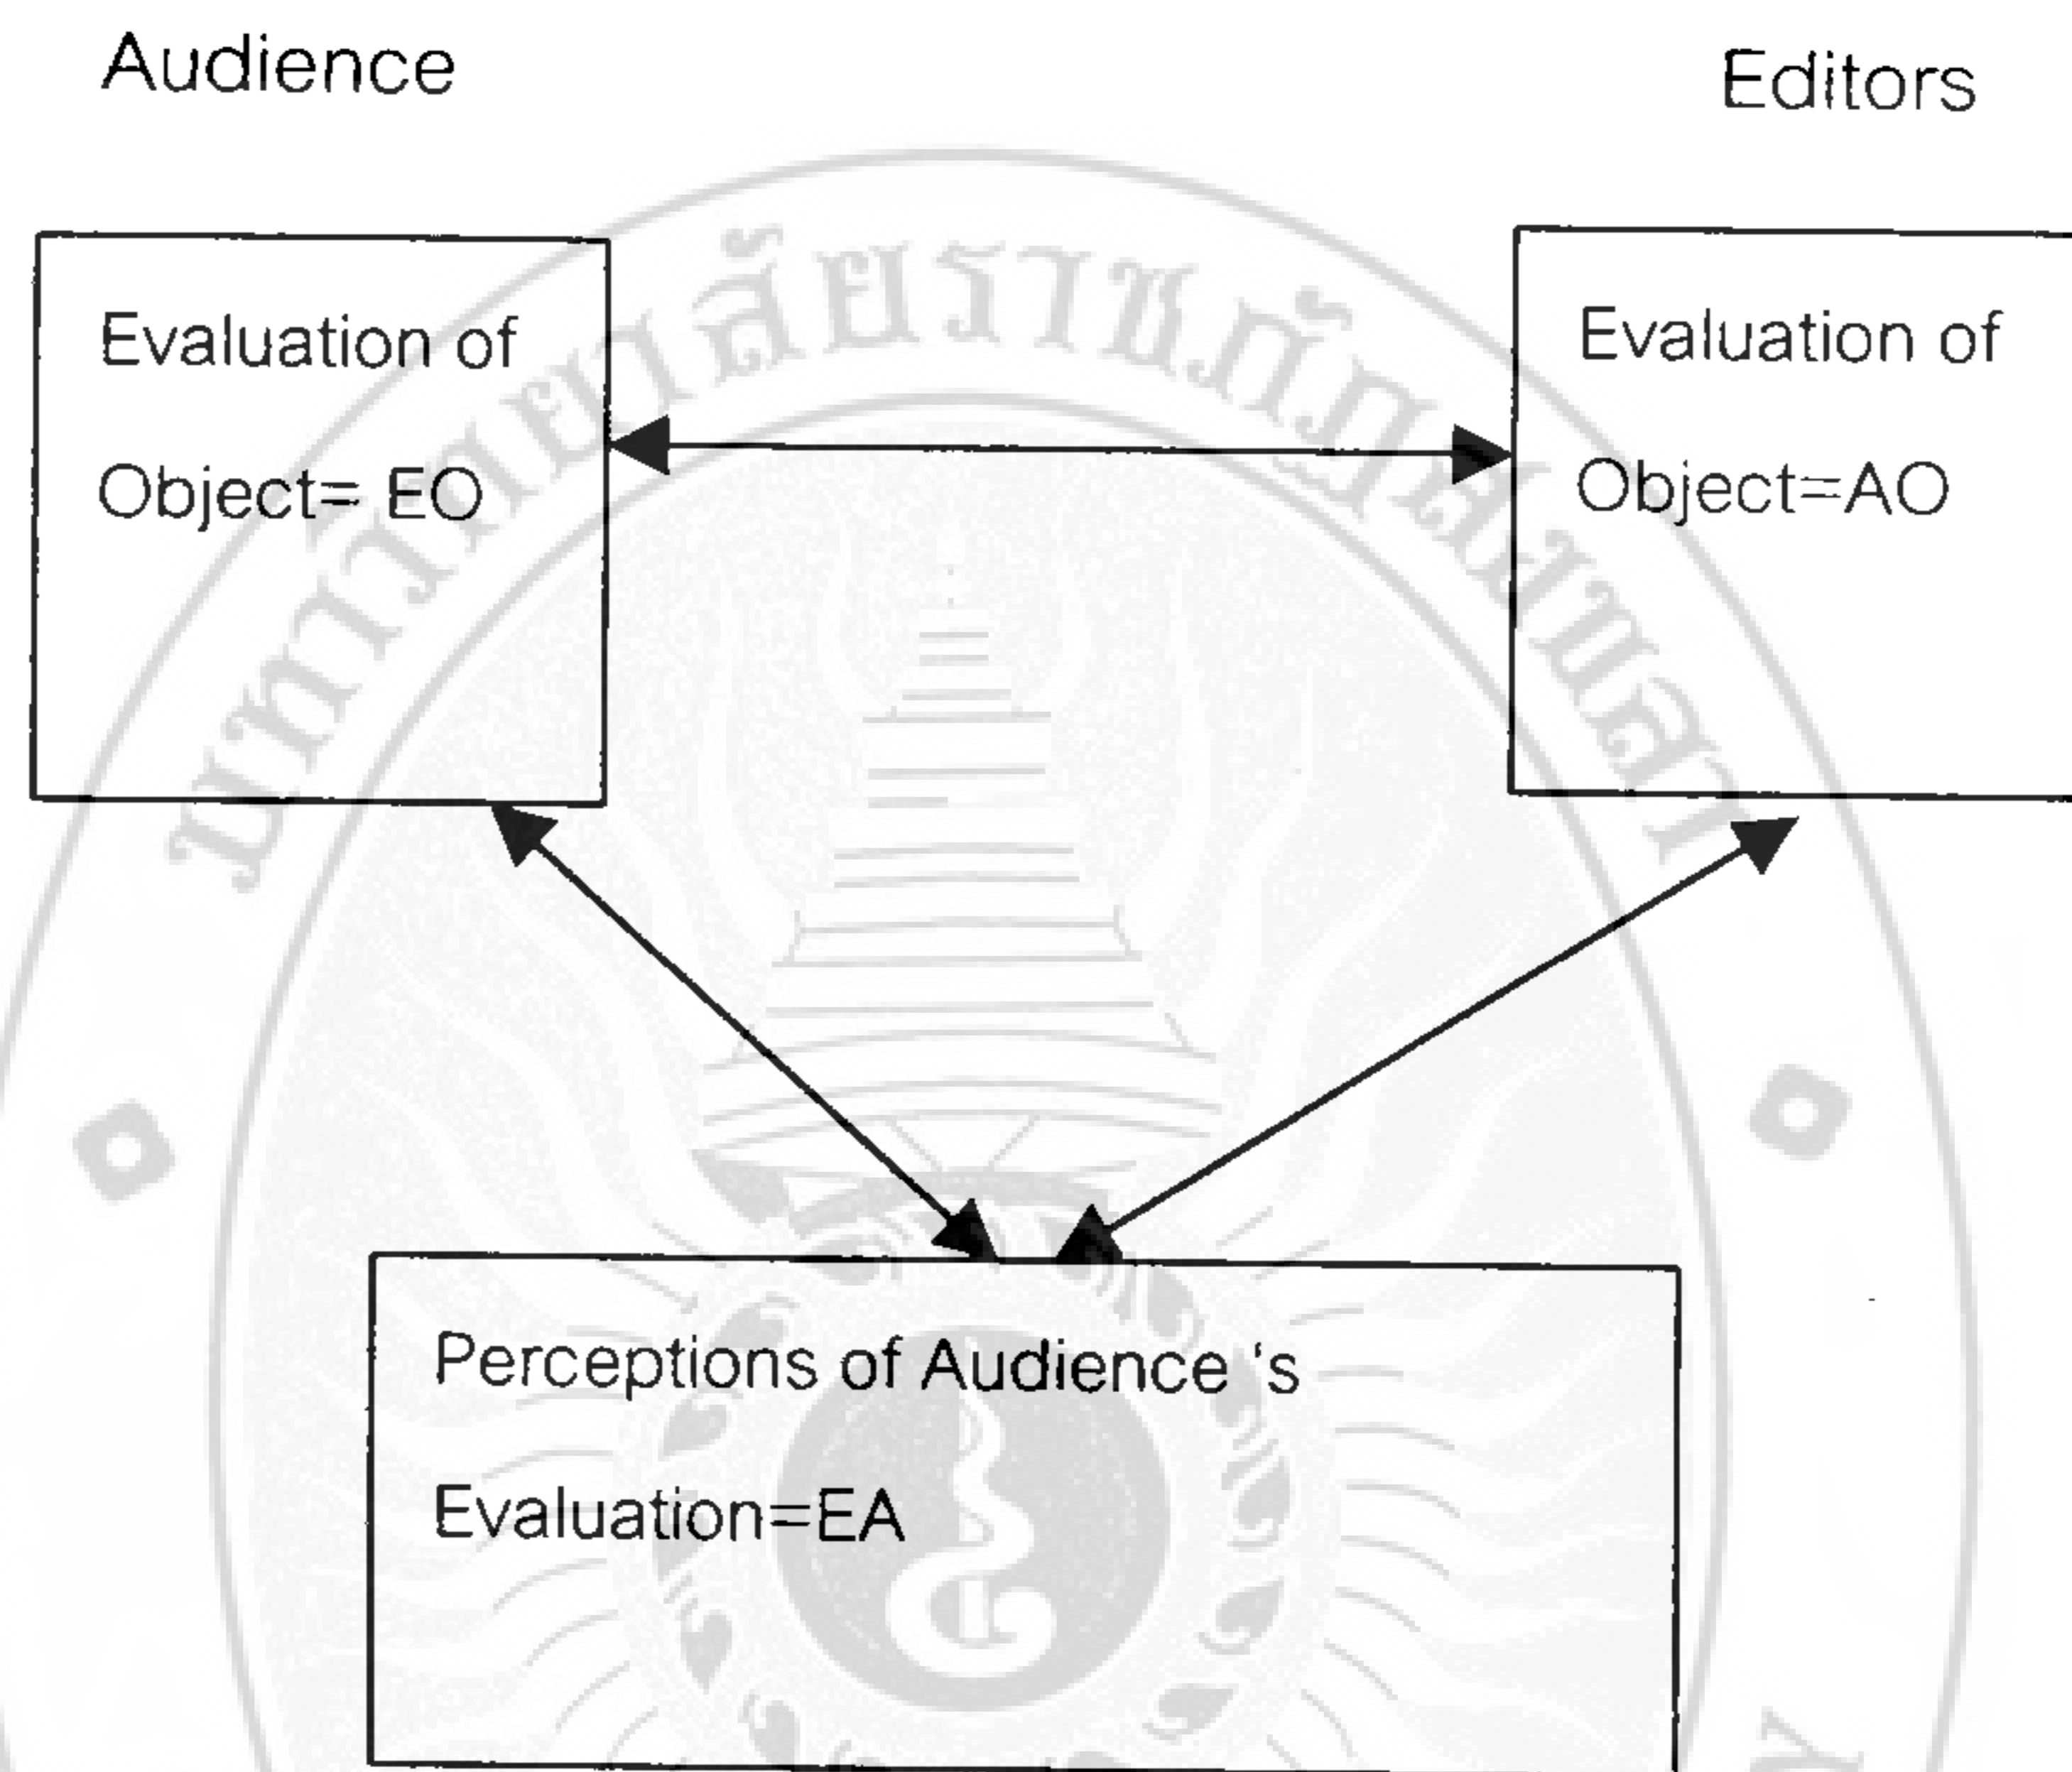 Audience
Editors
Evaluation of
Object= EO
Evaluation of
Object=AO
Perceptions of Audience 's
Evaluation=EA